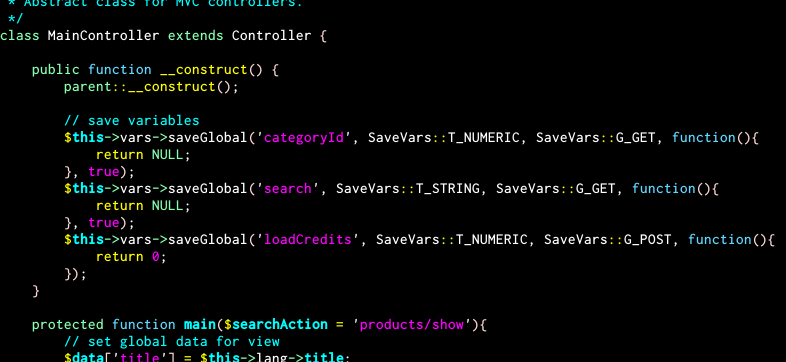 * Abstract class for MVC controllers.
*/
class MainController extends Controller {
public function __construct() {
parent::__construct();
// save variables
$this->vars->saveGlobal('categoryId', SaveVars::T_NUMERIC, SaveVars::G_GET, function(){
return NULL;
}, true);
$this->vars->saveGlobal('search', SaveVars::T_STRING, SaveVars::G_GET, function(){
return NULL;
}, true);
$this->vars->saveGlobal('loadCredits', SaveVars::T_NUMERIC, SaveVars::G_POST, function(){
return 0;
});
}
protected function main($searchAction = 'products/show'){
// set global data for view
$data['title'] = $this->lang->title;